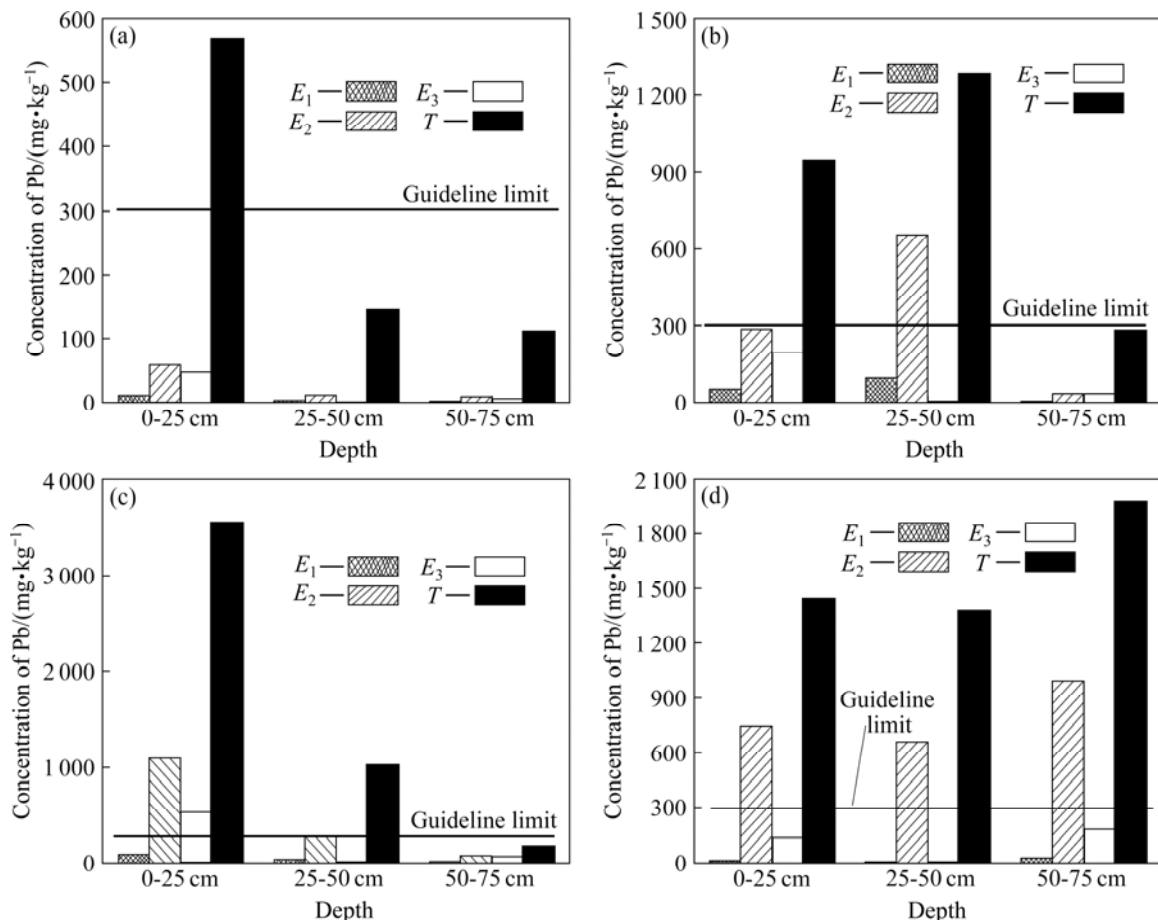 (a)
Concentration of Pb/(mg•kg⁻¹)
600
500
400
300
200
100
0
E₁
E₂
E₃
T
Guideline limit
0-25 cm
25-50 cm
50-75 cm
Depth
(b)
Concentration of Pb/(mg•kg⁻¹)
1 500
1200
900
600
300
0
E₁
E₂
E₃
T
Guideline limit
0-25 cm
25-50 cm
50-75 cm
Depth
(c)
Concentration of Pb/(mg•kg⁻¹)
4 000
3 000
2 000
1 000
0
E₁
E₂
E₃
T
Guideline limit
0-25 cm
25-50 cm
50-75 cm
Depth
(d)
Concentration of Pb/(mg•kg⁻¹)
2 100
1 800
1 500
1 200
900
600
300
0
E₁
E₂
E₃
T
Guideline
limit
0-25 cm
25-50 cm
50-75 cm
Depth